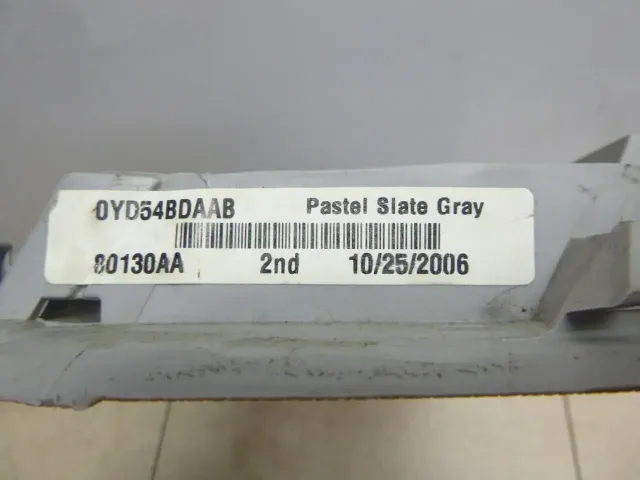 0YD54BDAAB Pastel Slate Gray
80130AA 2nd 10/25/2006